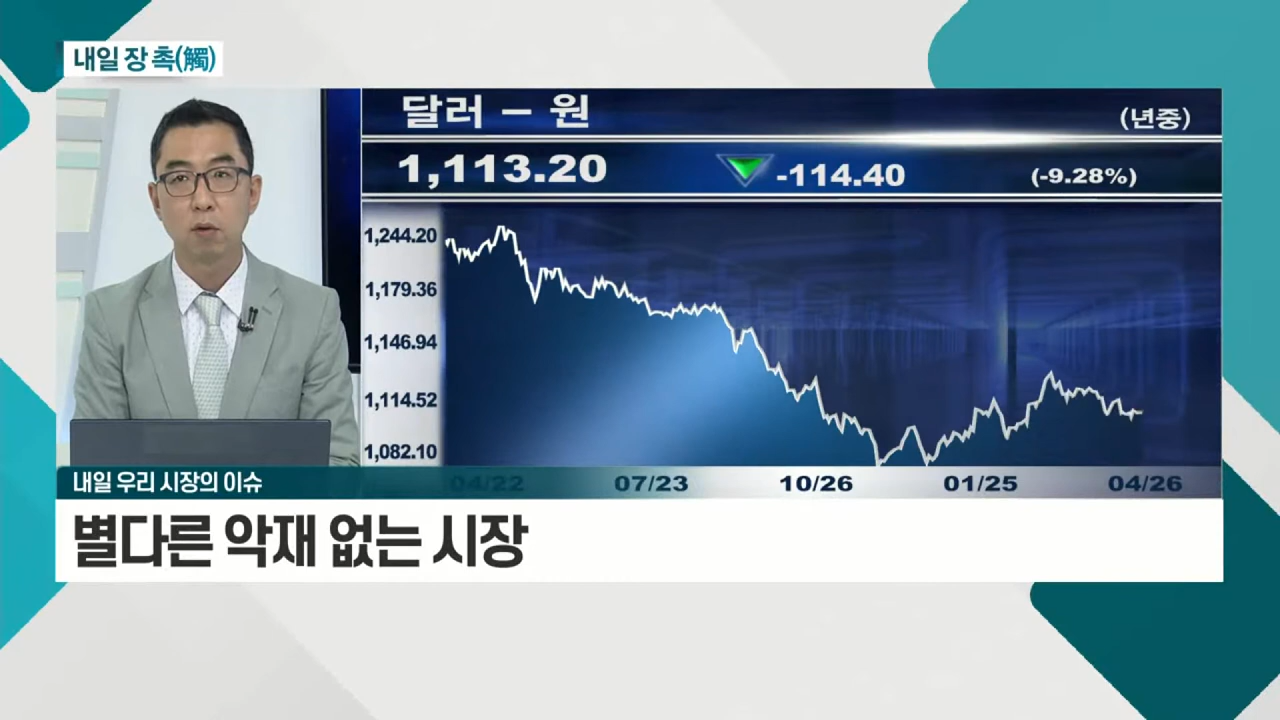 내일 장 촉(觸)
달러 – 원
(년중)
1,113.20
-114.40
(-9.28%)
1,244.20
1,179.36
1,146.94
1,114.52
1,082.10
04/22 07/23 10/26 01/25 04/26
내일 우리 시장의 이슈
별다른 악재 없는 시장